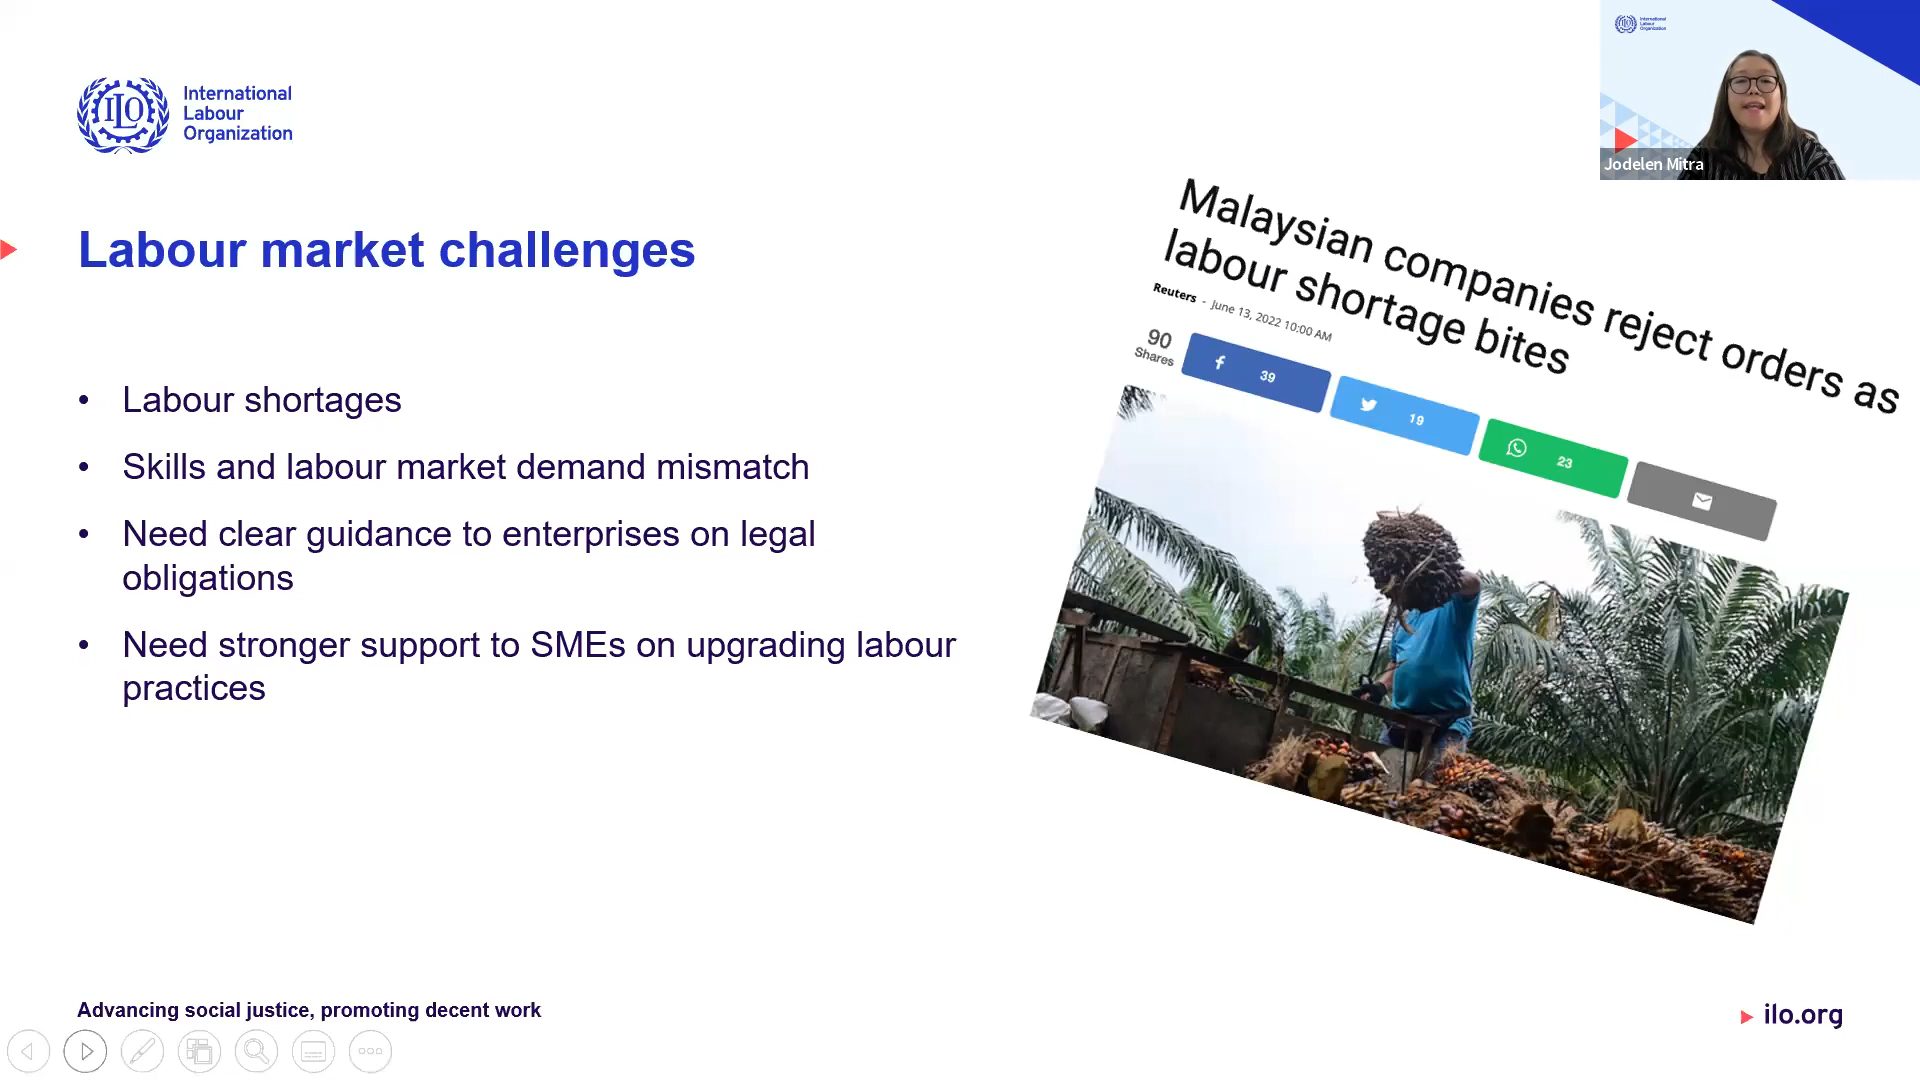 ILO
International
Labour
Organization
Jodelen Mitra
Labour market challenges
• Labour shortages
• Skills and labour market demand mismatch
• Need clear guidance to enterprises on legal
obligations
• Need stronger support to SMEs on upgrading labour
practices
Malaysian companies reject orders as
labour shortage bites
Reuters - June 13, 2022 10:00 AM
90
Shares
39
19
23
Advancing social justice, promoting decent work
ilo.org